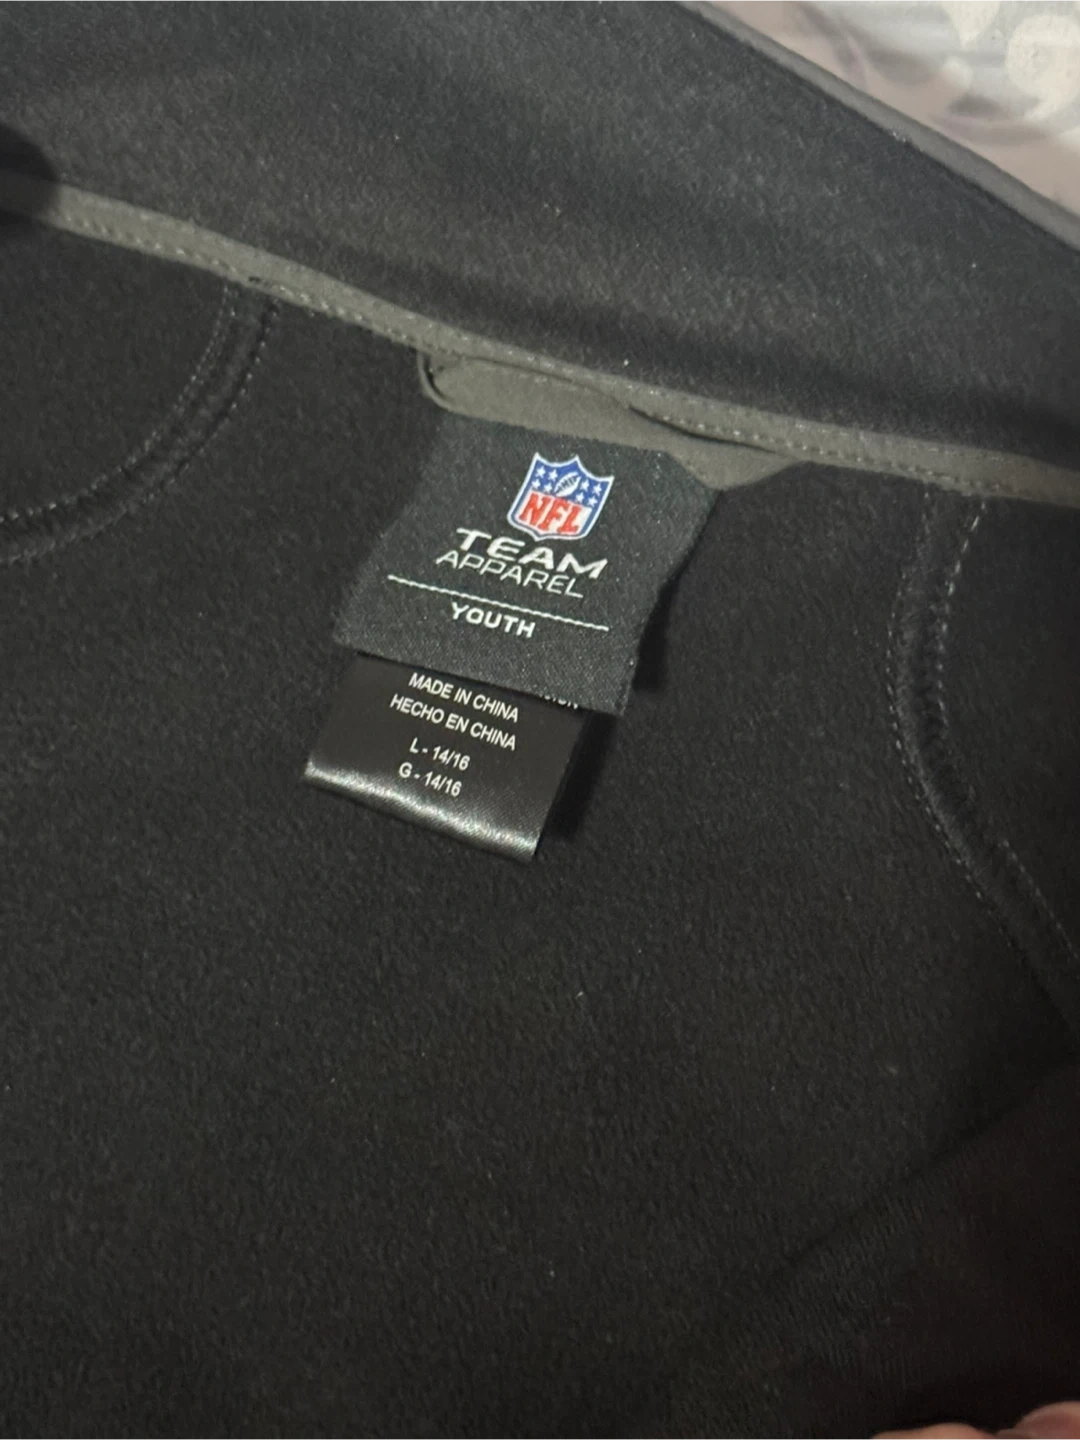 NFL
TEAM
APPAREL
YOUTH
MADE IN CHINA
HECHO EN CHINA
L - 14/16
G - 14/16